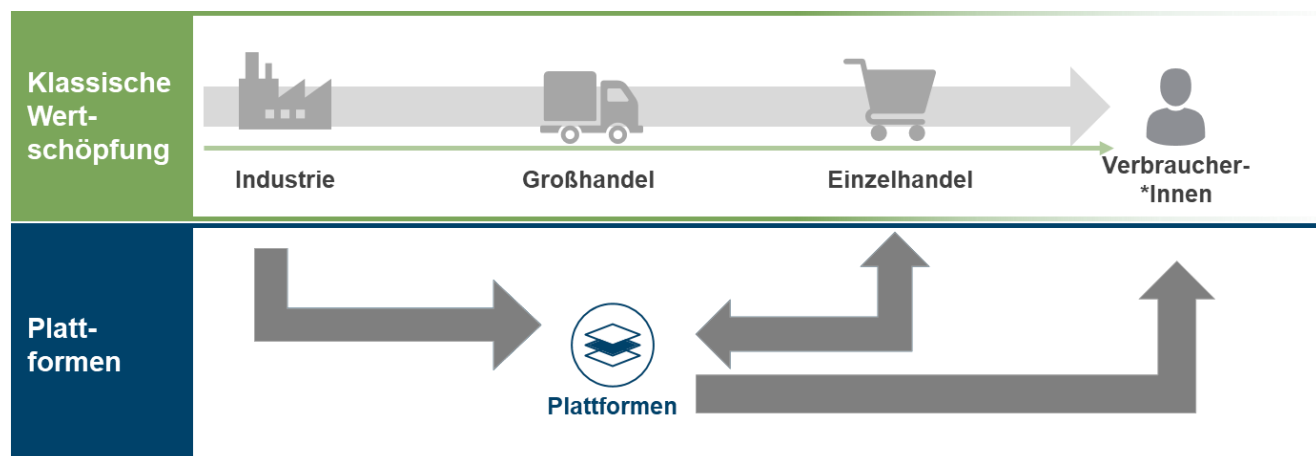 Klassische
Wert-
schöpfung
Industrie
Großhandel
Einzelhandel
Verbraucher-
*Innen
Platt-
formen
Plattformen